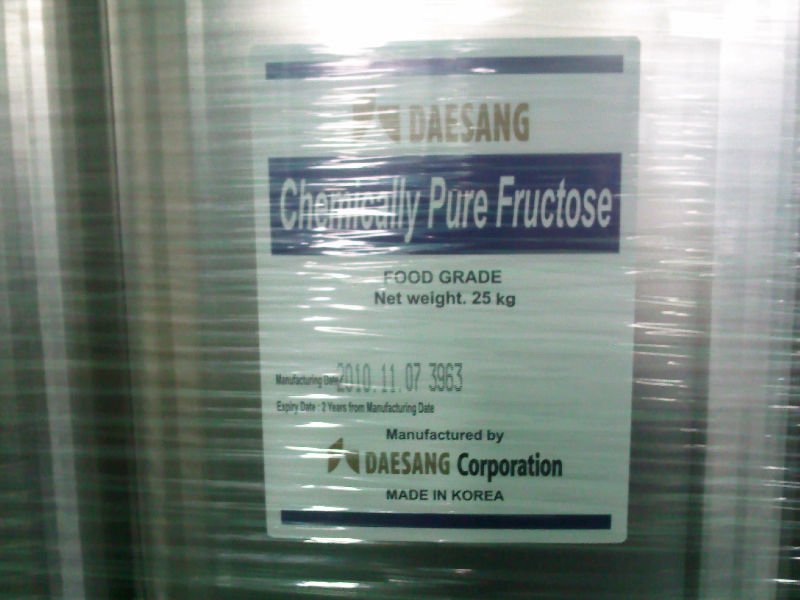 DAESANG
Chemically Pure Fructose
FOOD GRADE
Net weight. 25 kg
Manufacturing Date 2010.11.07 3963
Expiry Date : 2 Years from Manufacturing Date
Manufactured by
DAESANG Corporation
MADE IN KOREA